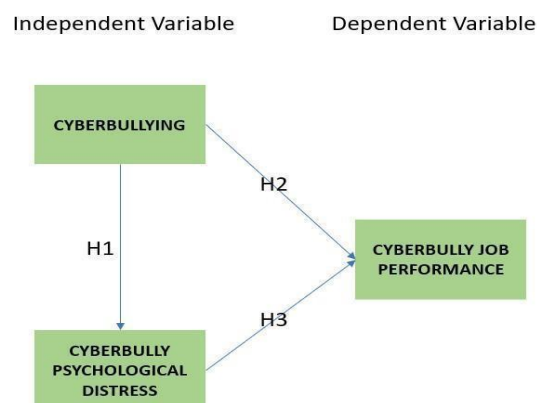 Independent Variable
Dependent Variable
CYBERBULLYING
H2
H1
CYBERBULLY JOB
PERFORMANCE
H3
CYBERBULLY
PSYCHOLOGICAL
DISTRESS